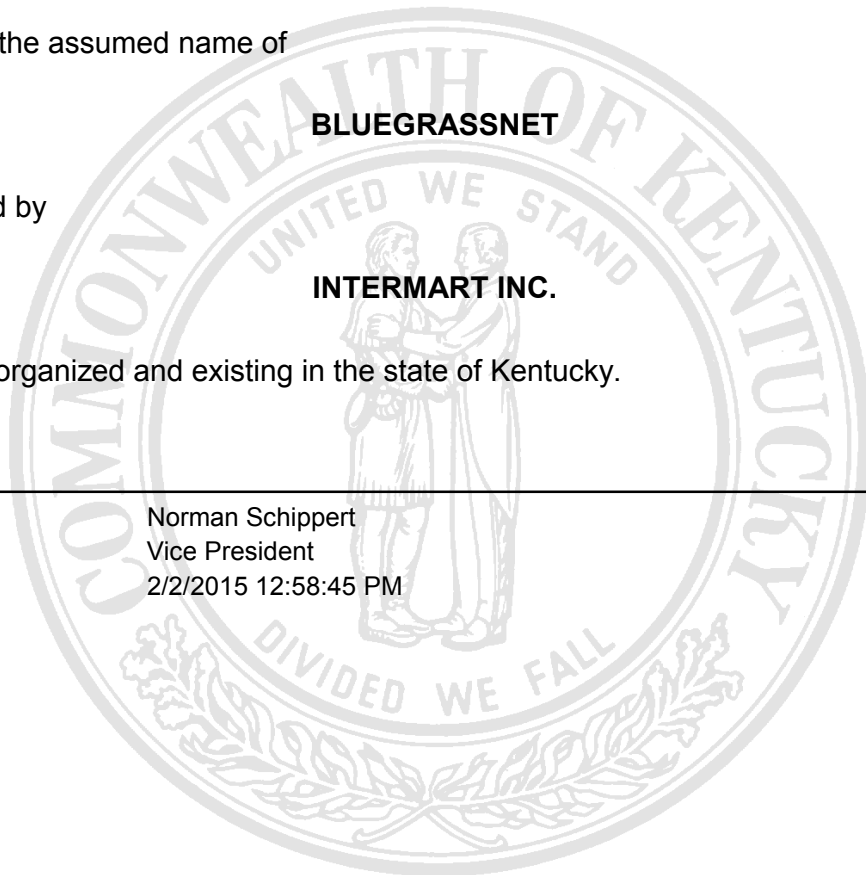 the assumed name of
BLUEGRASSNET
d by
INTERMART INC.
organized and existing in the state of Kentucky.
Norman Schippert
Vice President
2/2/2015 12:58:45 PM
COMMONWEALTH OF KENTUCKY
UNITED WE STAND
DIVIDED WE FALL